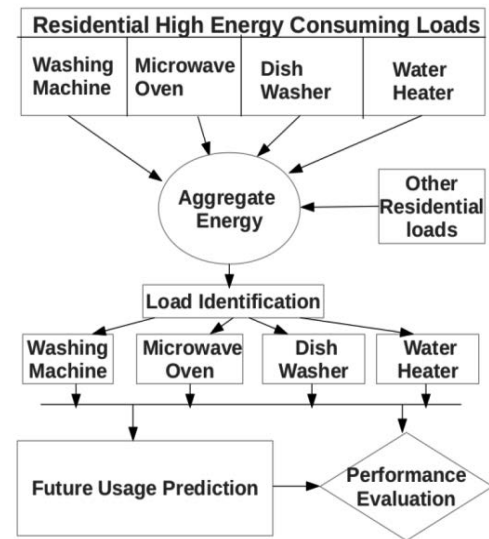 Residential High Energy Consuming Loads
Washing
Machine
Microwave
Oven
Dish
Washer
Water
Heater
Aggregate
Energy
Other
Residential
loads
Load Identification
Washing
Machine
Microwave
Oven
Dish
Washer
Water
Heater
Future Usage Prediction
Performance
Evaluation